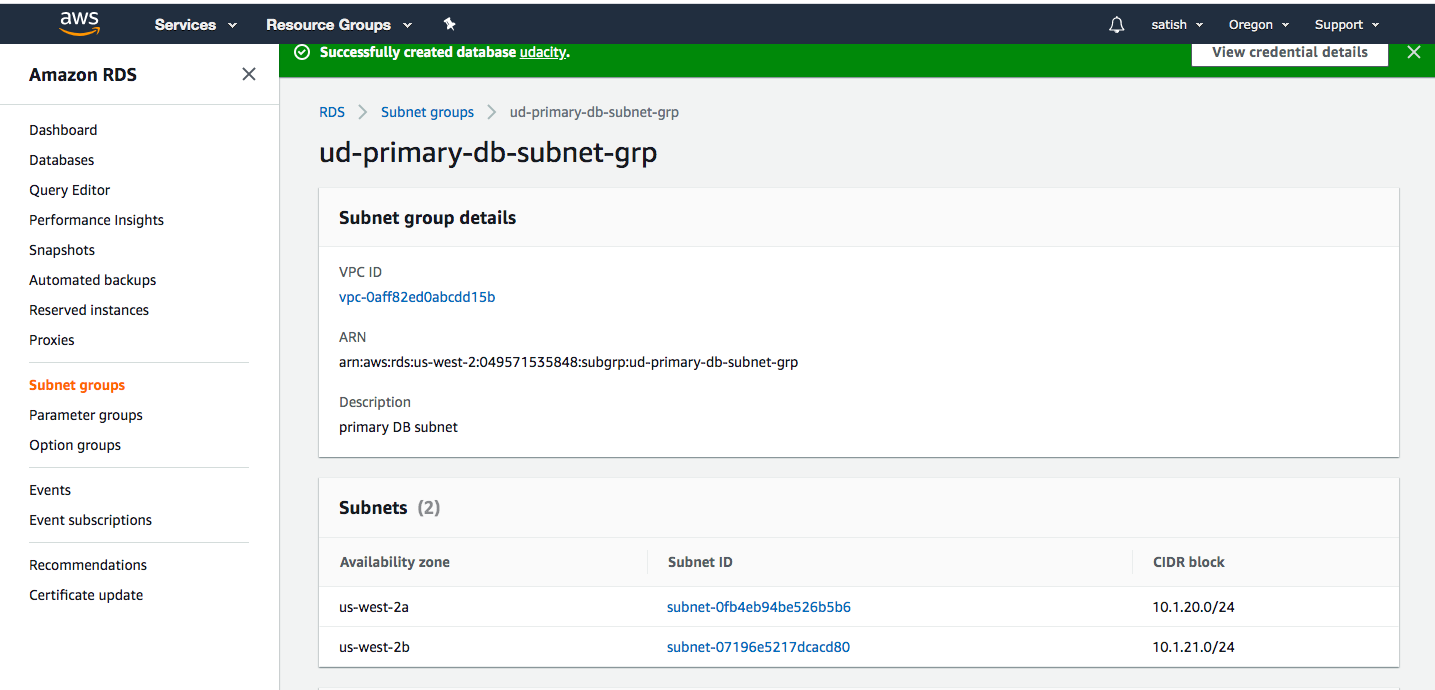 aws Services Resource Groups satish Oregon Support
Successfully created database udacity. View credential details
Amazon RDS
Dashboard
Databases
Query Editor
Performance Insights
Snapshots
Automated backups
Reserved instances
Proxies
Subnet groups
Parameter groups
Option groups
Events
Event subscriptions
Recommendations
Certificate update
RDS Subnet groups ud-primary-db-subnet-grp
ud-primary-db-subnet-grp
Subnet group details
VPC ID
vpc-0aff82ed0abcdd15b
ARN
arn:aws:rds:us-west-2:049571535848:subgrp:ud-primary-db-subnet-grp
Description
primary DB subnet
Subnets (2)
Availability zone Subnet ID CIDR block
us-west-2a subnet-0fb4eb94be526b5b6 10.1.20.0/24
us-west-2b subnet-07196e5217dcacd80 10.1.21.0/24